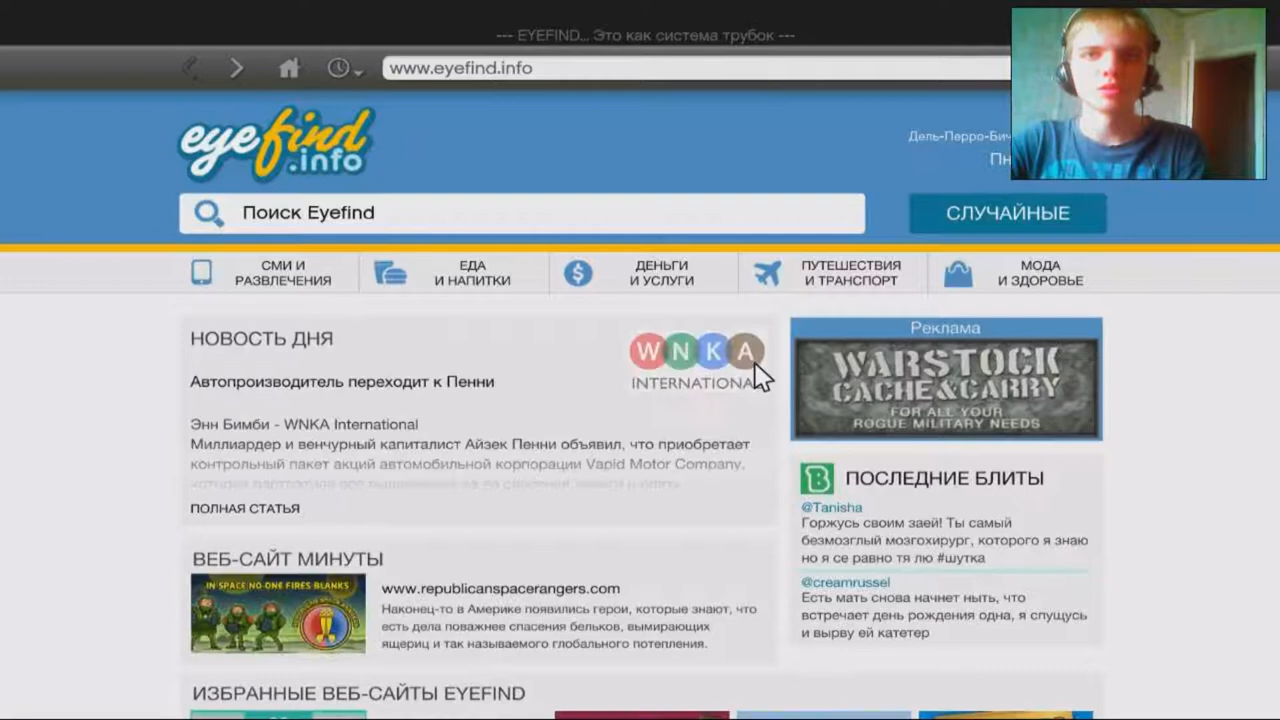 --- EYEFIND... Это как система трубок ---
www.eyefind.info
eyefind
.info
Дель-Перро-Бич
Пн
Поиск Eyefind
СЛУЧАЙНЫЕ
СМИ И
РАЗВЛЕЧЕНИЯ
ЕДА
И НАПИТКИ
ДЕНЬГИ
И УСЛУГИ
ПУТЕШЕСТВИЯ
И ТРАНСПОРТ
МОДА
И ЗДОРОВЬЕ
НОВОСТЬ ДНЯ
WNKA
INTERNATIONA
Автопроизводитель переходит к Пенни
Энн Бимби - WNKA International
Миллиардер и венчурный капиталист Айзек Пенни объявил, что приобретает
контрольный пакет акций автомобильной корпорации Vapid Motor Company,
ПОЛНАЯ СТАТЬЯ
Реклама
WARSTOCK
CACHE & CARRY
FOR ALL YOUR
ROGUE MILITARY NEEDS
ПОСЛЕДНИЕ БЛИТЫ
@Tanisha
Горжусь своим заей! Ты самый
безмозглый мозгохирург, которого я знаю
но я се равно тя лю #шутка
@creamrussel
Есть мать снова начнет ныть, что
встречает день рождения одна, я спущусь
и вырву ей катетер
ВЕБ-САЙТ МИНУТЫ
IN SPACE NO ONE FIRES BLANKS
www.republicanspacerangers.com
Наконец-то в Америке появились герои, которые знают, что
есть дела поважнее спасения бельков, вымирающих
ящериц и так называемого глобального потепления.
ИЗБРАННЫЕ ВЕБ-САЙТЫ EYEFIND